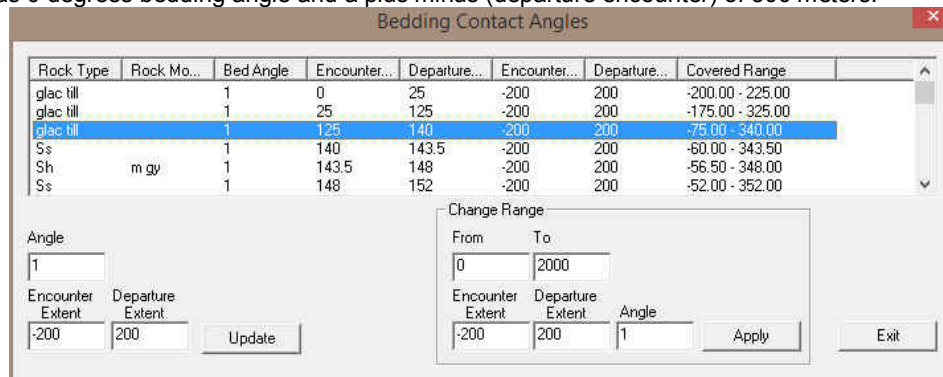 Bedding Contact Angles
Rock Type Rock Mo... Bed Angle Encounter... Departure... Encounter... Departure... Covered Range
glac till 1 0 25 -200 200 -200.00 - 225.00
glac till 1 25 125 -200 200 -175.00 - 325.00
glac till 1 125 140 -200 200 -75.00 - 340.00
Ss 1 140 143.5 -200 200 -60.00 - 343.50
Sh m gy 1 143.5 148 -200 200 -56.50 - 348.00
Ss 1 148 152 -200 200 -52.00 - 352.00
Change Range
Angle From To
1 0 2000
Encounter Extent Departure Extent Encounter Extent Departure Extent Angle
-200 200 Update -200 200 1 Apply Exit